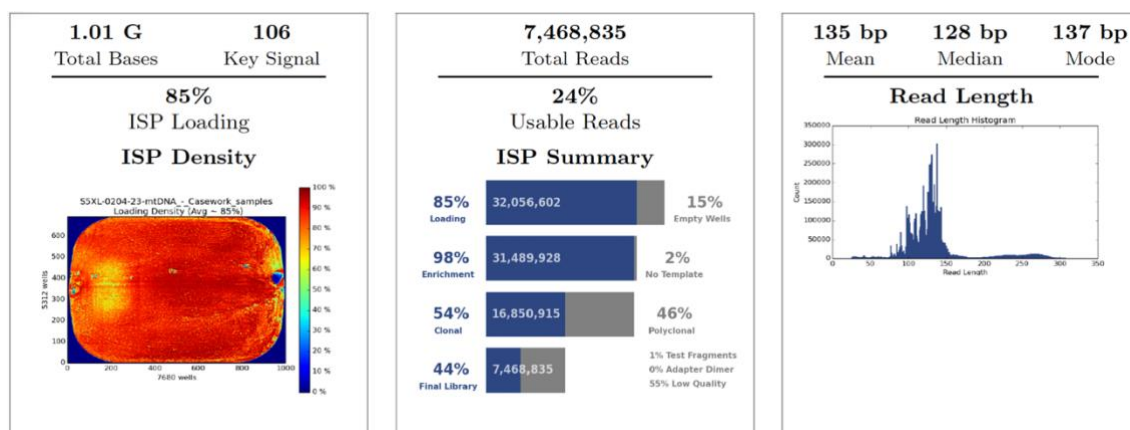 1.01 G 106
Total Bases Key Signal
85%
ISP Loading
ISP Density
S5XL-0204-23-mtDNA_-_Casework_samples
Loading Density (Avg ~ 85%)
100 %
90 %
80 %
70 %
60 %
50 %
40 %
30 %
20 %
10 %
0 %
600
500
400
300
200
100
0
5312 wells
0 200 400 600 800 1000
7680 wells
7,468,835
Total Reads
24%
Usable Reads
ISP Summary
85% 32,056,602 15%
Loading Empty Wells
98% 31,489,928 2%
Enrichment No Template
54% 16,850,915 46%
Clonal Polyclonal
44% 7,468,835
Final Library
1% Test Fragments
0% Adapter Dimer
55% Low Quality
135 bp 128 bp 137 bp
Mean Median Mode
Read Length
Read Length Histogram
350000
300000
250000
200000
150000
100000
50000
0
Count
0 50 100 150 200 250 300 350
Read Length